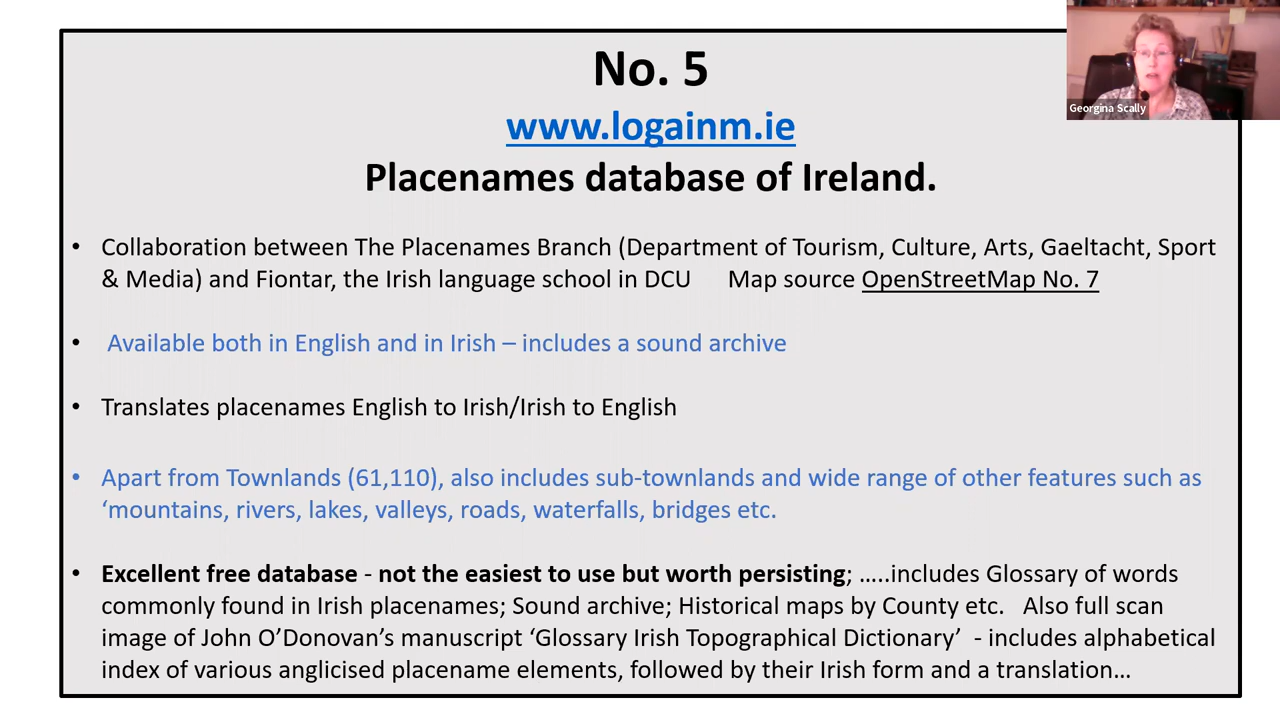 No. 5
www.logainm.ie
Placenames database of Ireland.
Georgina Scally
• Collaboration between The Placenames Branch (Department of Tourism, Culture, Arts, Gaeltacht, Sport
& Media) and Fiontar, the Irish language school in DCU Map source OpenStreetMap No. 7
• Available both in English and in Irish – includes a sound archive
• Translates placenames English to Irish/Irish to English
• Apart from Townlands (61,110), also includes sub-townlands and wide range of other features such as
‘mountains, rivers, lakes, valleys, roads, waterfalls, bridges etc.
• Excellent free database - not the easiest to use but worth persisting; …..includes Glossary of words
commonly found in Irish placenames; Sound archive; Historical maps by County etc. Also full scan
image of John O’Donovan’s manuscript ‘Glossary Irish Topographical Dictionary’ - includes alphabetical
index of various anglicised placename elements, followed by their Irish form and a translation…